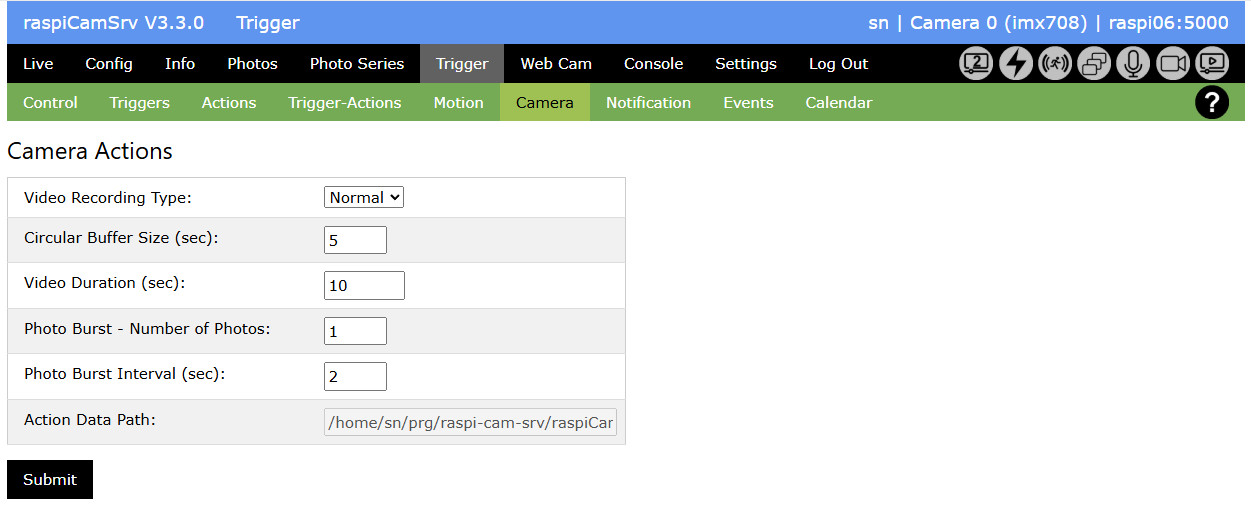 raspiCamSrv V3.3.0 Trigger sn | Camera 0 (imx708) | raspi06:5000
Live Config Info Photos Photo Series Trigger Web Cam Console Settings Log Out 2
Control Triggers Actions Trigger-Actions Motion Camera Notification Events Calendar ?
Camera Actions
Video Recording Type: Normal
Circular Buffer Size (sec): 5
Video Duration (sec): 10
Photo Burst - Number of Photos: 1
Photo Burst Interval (sec): 2
Action Data Path: /home/sn/prg/raspi-cam-srv/raspiCar
Submit